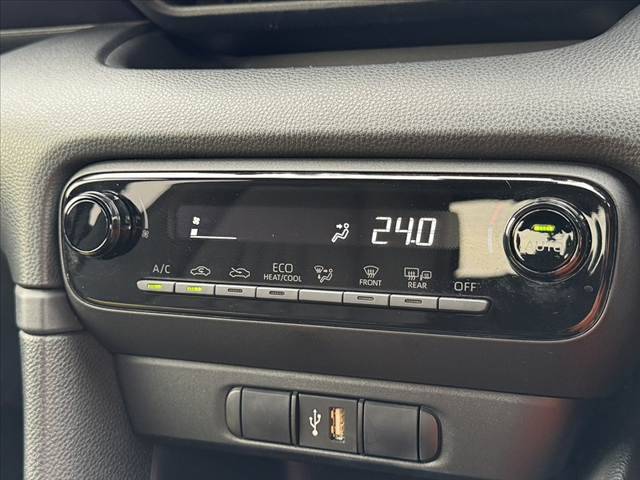 24.0
A/C
ECO
HEAT/COOL
FRONT
REAR
OFF
AUTO